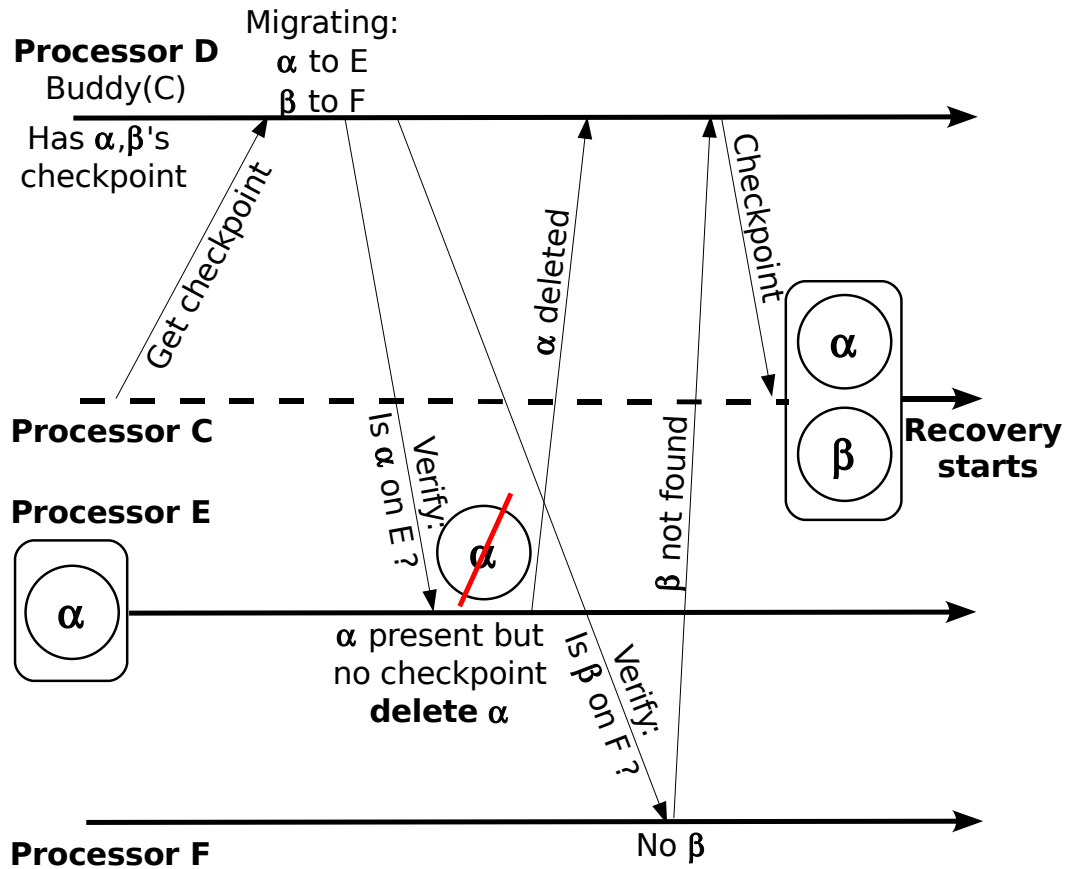 Migrating:
α to E
β to F
Processor D
Buddy(C)
Has α,β's
checkpoint
Get checkpoint
α deleted
Checkpoint
α
β
Processor C
Recovery
starts
Verify:
Is α on E ?
β not found
Processor E
α
α
α present but
no checkpoint
delete α
Verify:
Is β on F ?
No β
Processor F